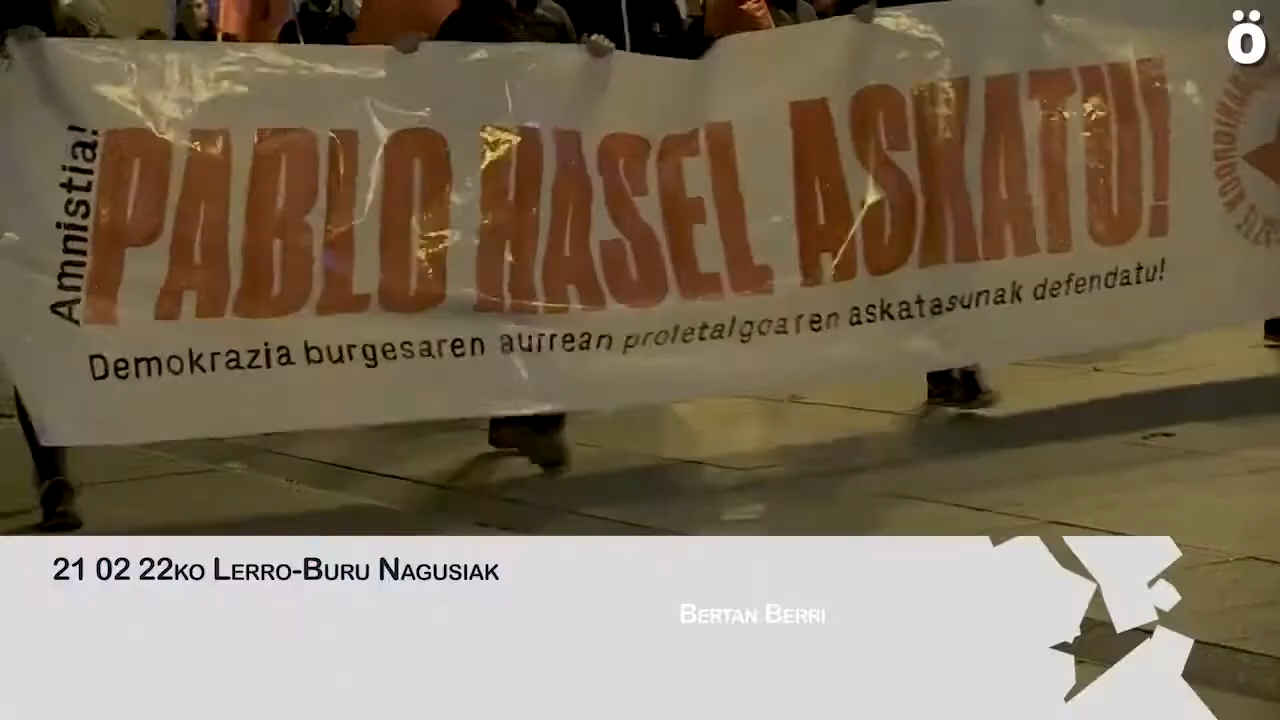 ö
Amnistia!
PABLO HASEL ASKATU!
Demokrazia burgesaren aurrean proletalgoaren askatasunak defendatu!
21 02 22ko Lerro-Buru Nagusiak
Bertan Berri